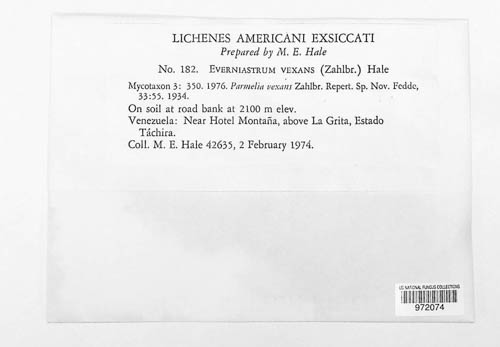 LICHENES AMERICANI EXSICCATI
Prepared by M. E. Hale
No. 182. EVERNIASTRUM VEXANS (Zahlbr.) Hale
Mycotaxon 3: 350. 1976. Parmelia vexans Zahlbr. Repert. Sp. Nov. Fedde,
33:55. 1934.
On soil at road bank at 2100 m elev.
Venezuela: Near Hotel Montaña, above La Grita, Estado
Táchira.
Coll. M. E. Hale 42635, 2 February 1974.
US NATIONAL FUNGUS COLLECTIONS
972074